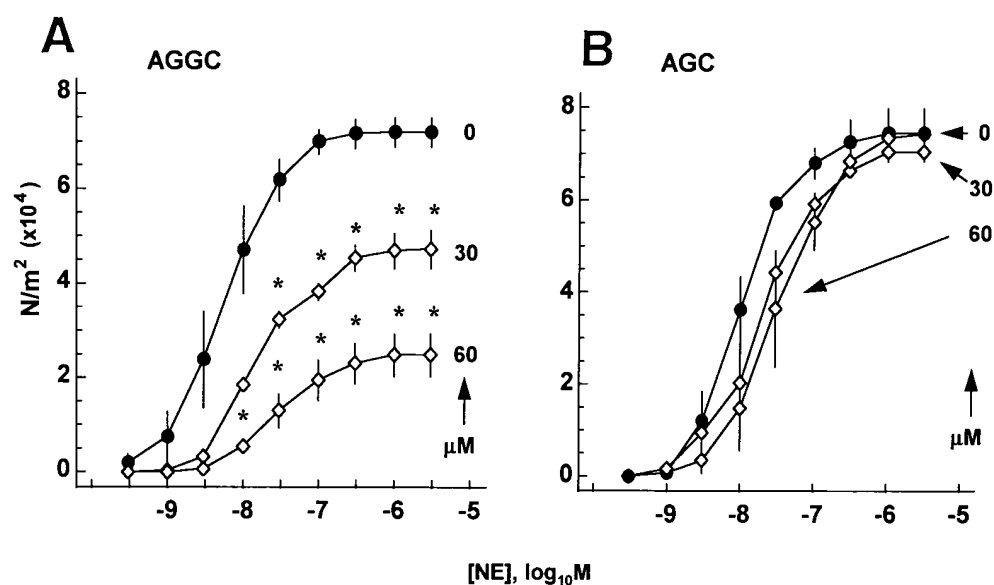 A
AGGC
N/m² (x10⁴)
8
6
4
2
0
0
30
60
μM
* * * * * *
* * * * * *
-9 -8 -7 -6 -5
B
AGC
8
6
4
2
0
0
30
60
μM
-9 -8 -7 -6 -5
[NE], log₁₀M